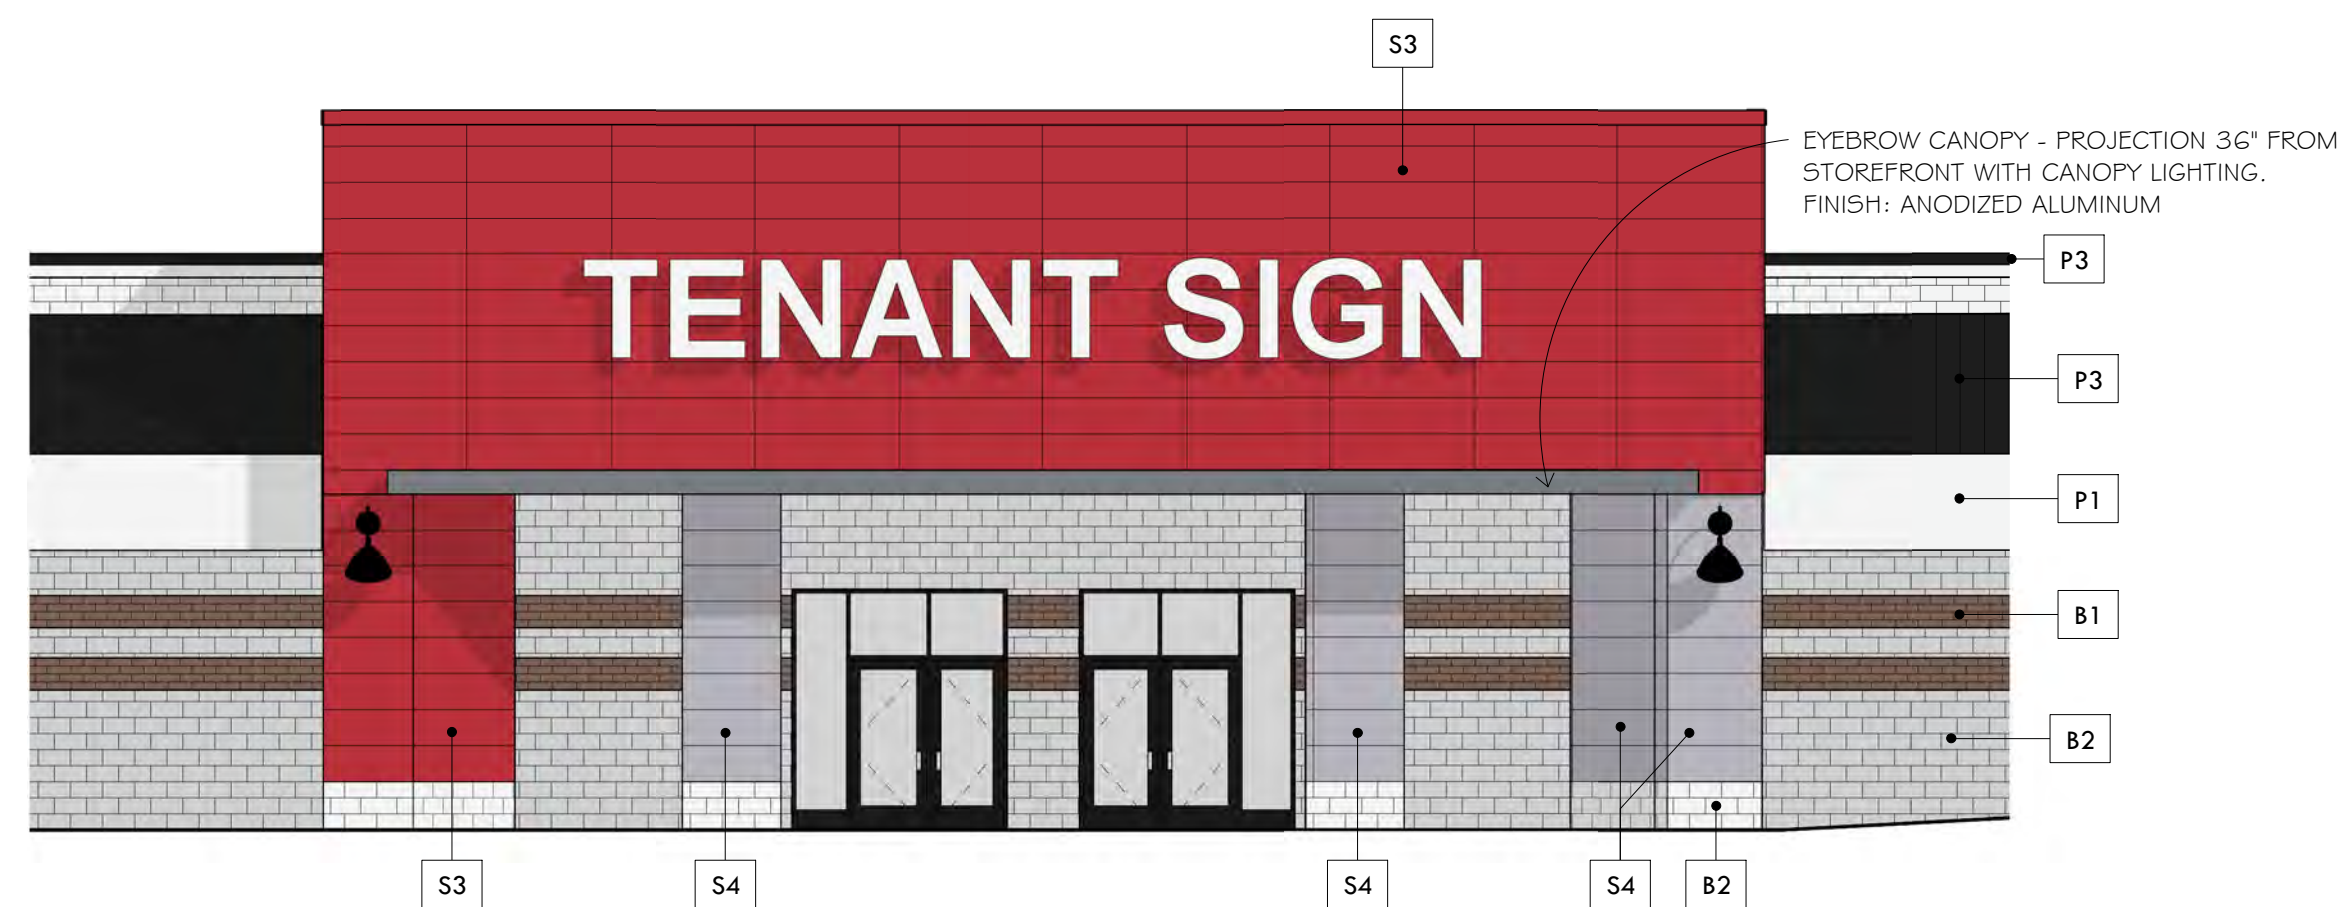 S3
EYEBROW CANOPY - PROJECTION 36" FROM
STOREFRONT WITH CANOPY LIGHTING.
FINISH: ANODIZED ALUMINUM
P3
TENANT SIGN
P3
P1
B1
B2
S3
S4
S4
S4
B2